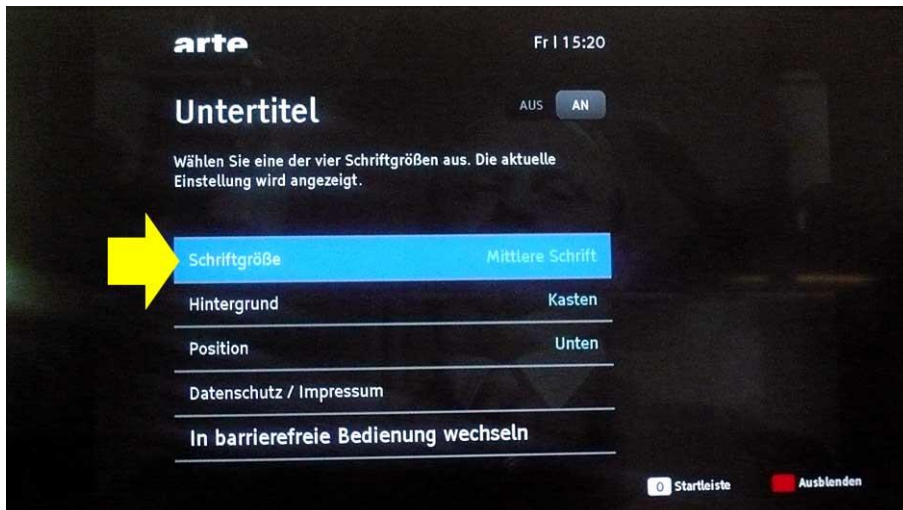 arte
Fr | 15:20
Untertitel
AUS AN
Wählen Sie eine der vier Schriftgrößen aus. Die aktuelle
Einstellung wird angezeigt.
Schriftgröße Mittlere Schrift
Hintergrund Kasten
Position Unten
Datenschutz / Impressum
In barrierefreie Bedienung wechseln
0 Startleiste Ausblenden